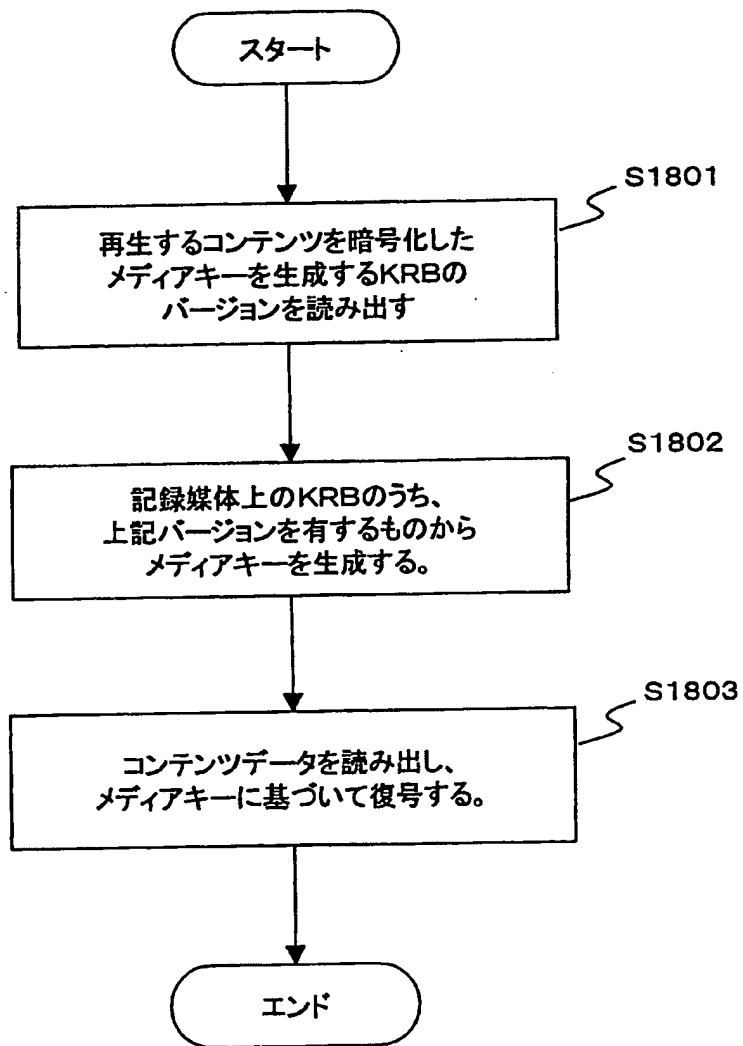 スタート
S1801
再生するコンテンツを暗号化した
メディアキーを生成するKRBの
バージョンを読み出す
S1802
記録媒体上のKRBのうち、
上記バージョンを有するものから
メディアキーを生成する。
S1803
コンテンツデータを読み出し、
メディアキーに基づいて復号する。
エンド